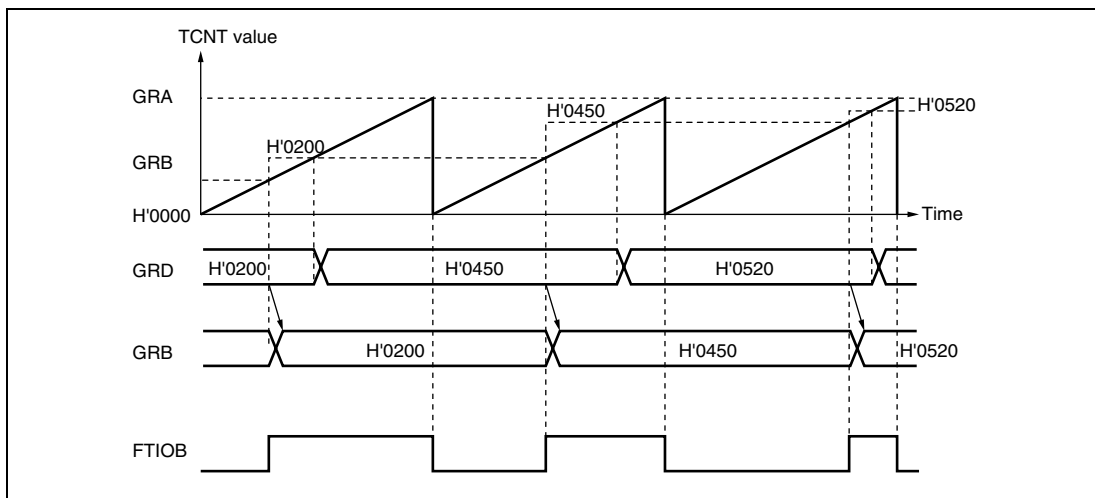 TCNT value
GRA
H'0450
H'0520
H'0200
GRB
H'0000
Time
GRD
H'0200
H'0450
H'0520
GRB
H'0200
H'0450
H'0520
FTIOB